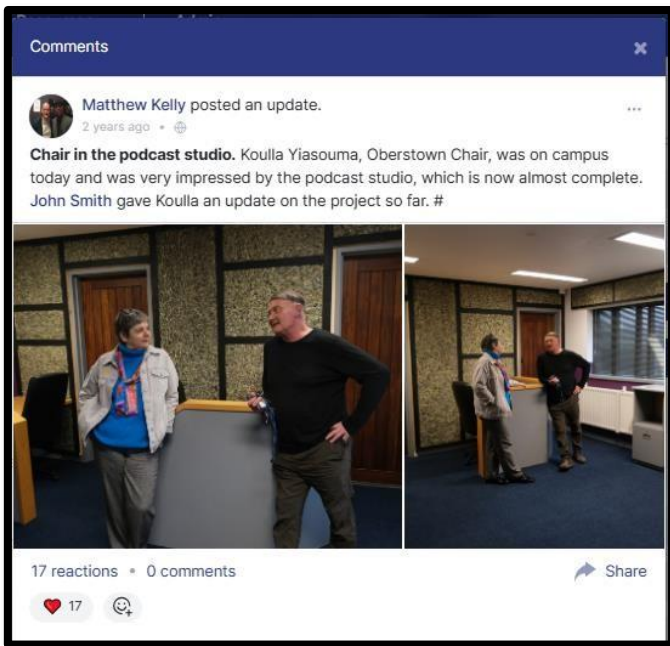 Comments
Matthew Kelly posted an update.
2 years ago
Chair in the podcast studio. Koulla Yiasouma, Oberstown Chair, was on campus
today and was very impressed by the podcast studio, which is now almost complete.
John Smith gave Koulla an update on the project so far. #
17 reactions • 0 comments
Share
17